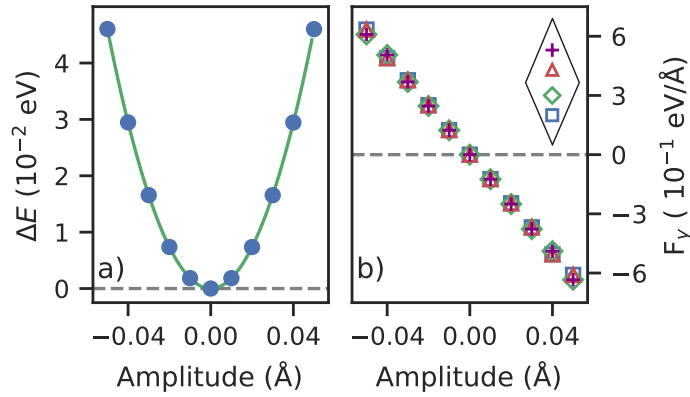 4
3
2
1
0
ΔE (10⁻² eV)
a)
−0.04 0.00 0.04
Amplitude (Å)
b)
−0.04 0.00 0.04
Amplitude (Å)
6
3
0
−3
−6
F_y ( 10⁻¹ eV/Å)